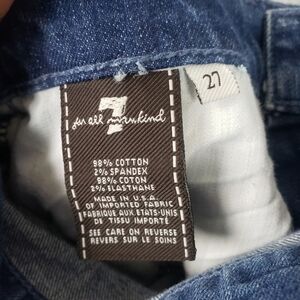 27
7
for all mankind
98% COTTON
2% SPANDEX
98% COTON
2% ELASTHANE
MADE IN U.S.A.
OF IMPORTED FABRIC
FABRIQUE AUX ETATS-UNIS
DE TISSU IMPORTÉ
SEE CARE ON REVERSE
REVERS SUR LE SOINS